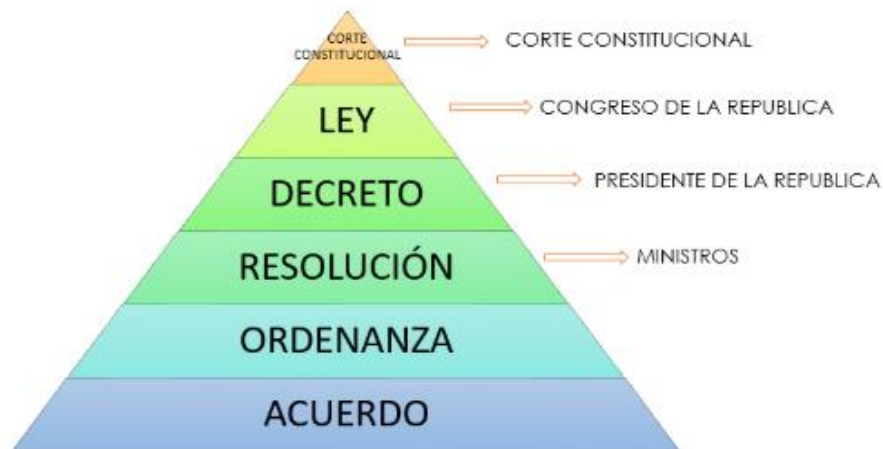 CORTE
CONSTITUCIONAL
CORTE CONSTITUCIONAL
LEY
CONGRESO DE LA REPUBLICA
DECRETO
PRESIDENTE DE LA REPUBLICA
RESOLUCIÓN
MINISTROS
ORDENANZA
ACUERDO